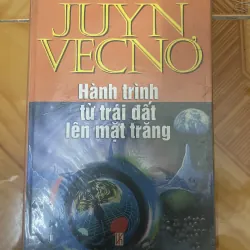 JUYN
VECNƠ
Hành trình
từ trái đất
lên mặt trăng